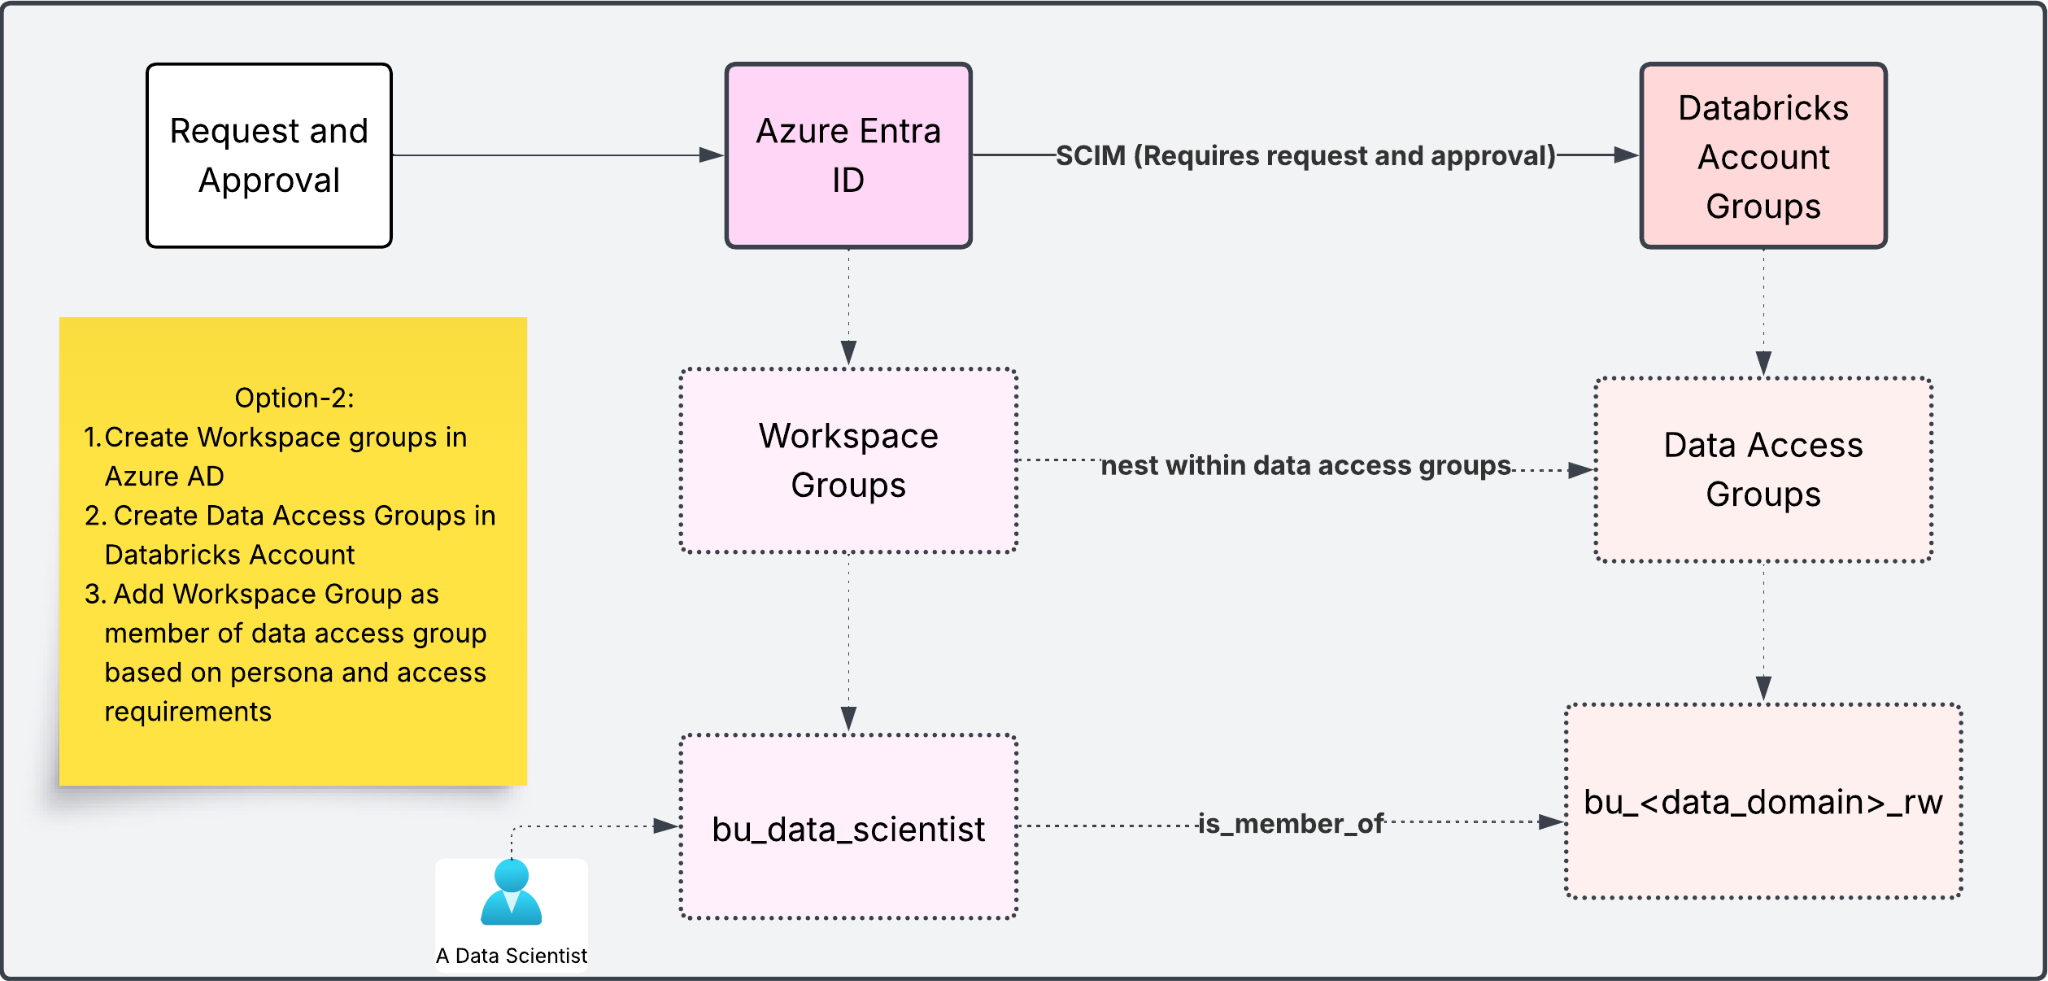 Request and
Approval
Azure Entra
ID
SCIM (Requires request and approval)
Databricks
Account
Groups
Option-2:
1.Create Workspace groups in
Azure AD
2. Create Data Access Groups in
Databricks Account
3. Add Workspace Group as
member of data access group
based on persona and access
requirements
Workspace
Groups
nest within data access groups
Data Access
Groups
bu_data_scientist
is_member_of
bu_<data_domain>_rw
A Data Scientist